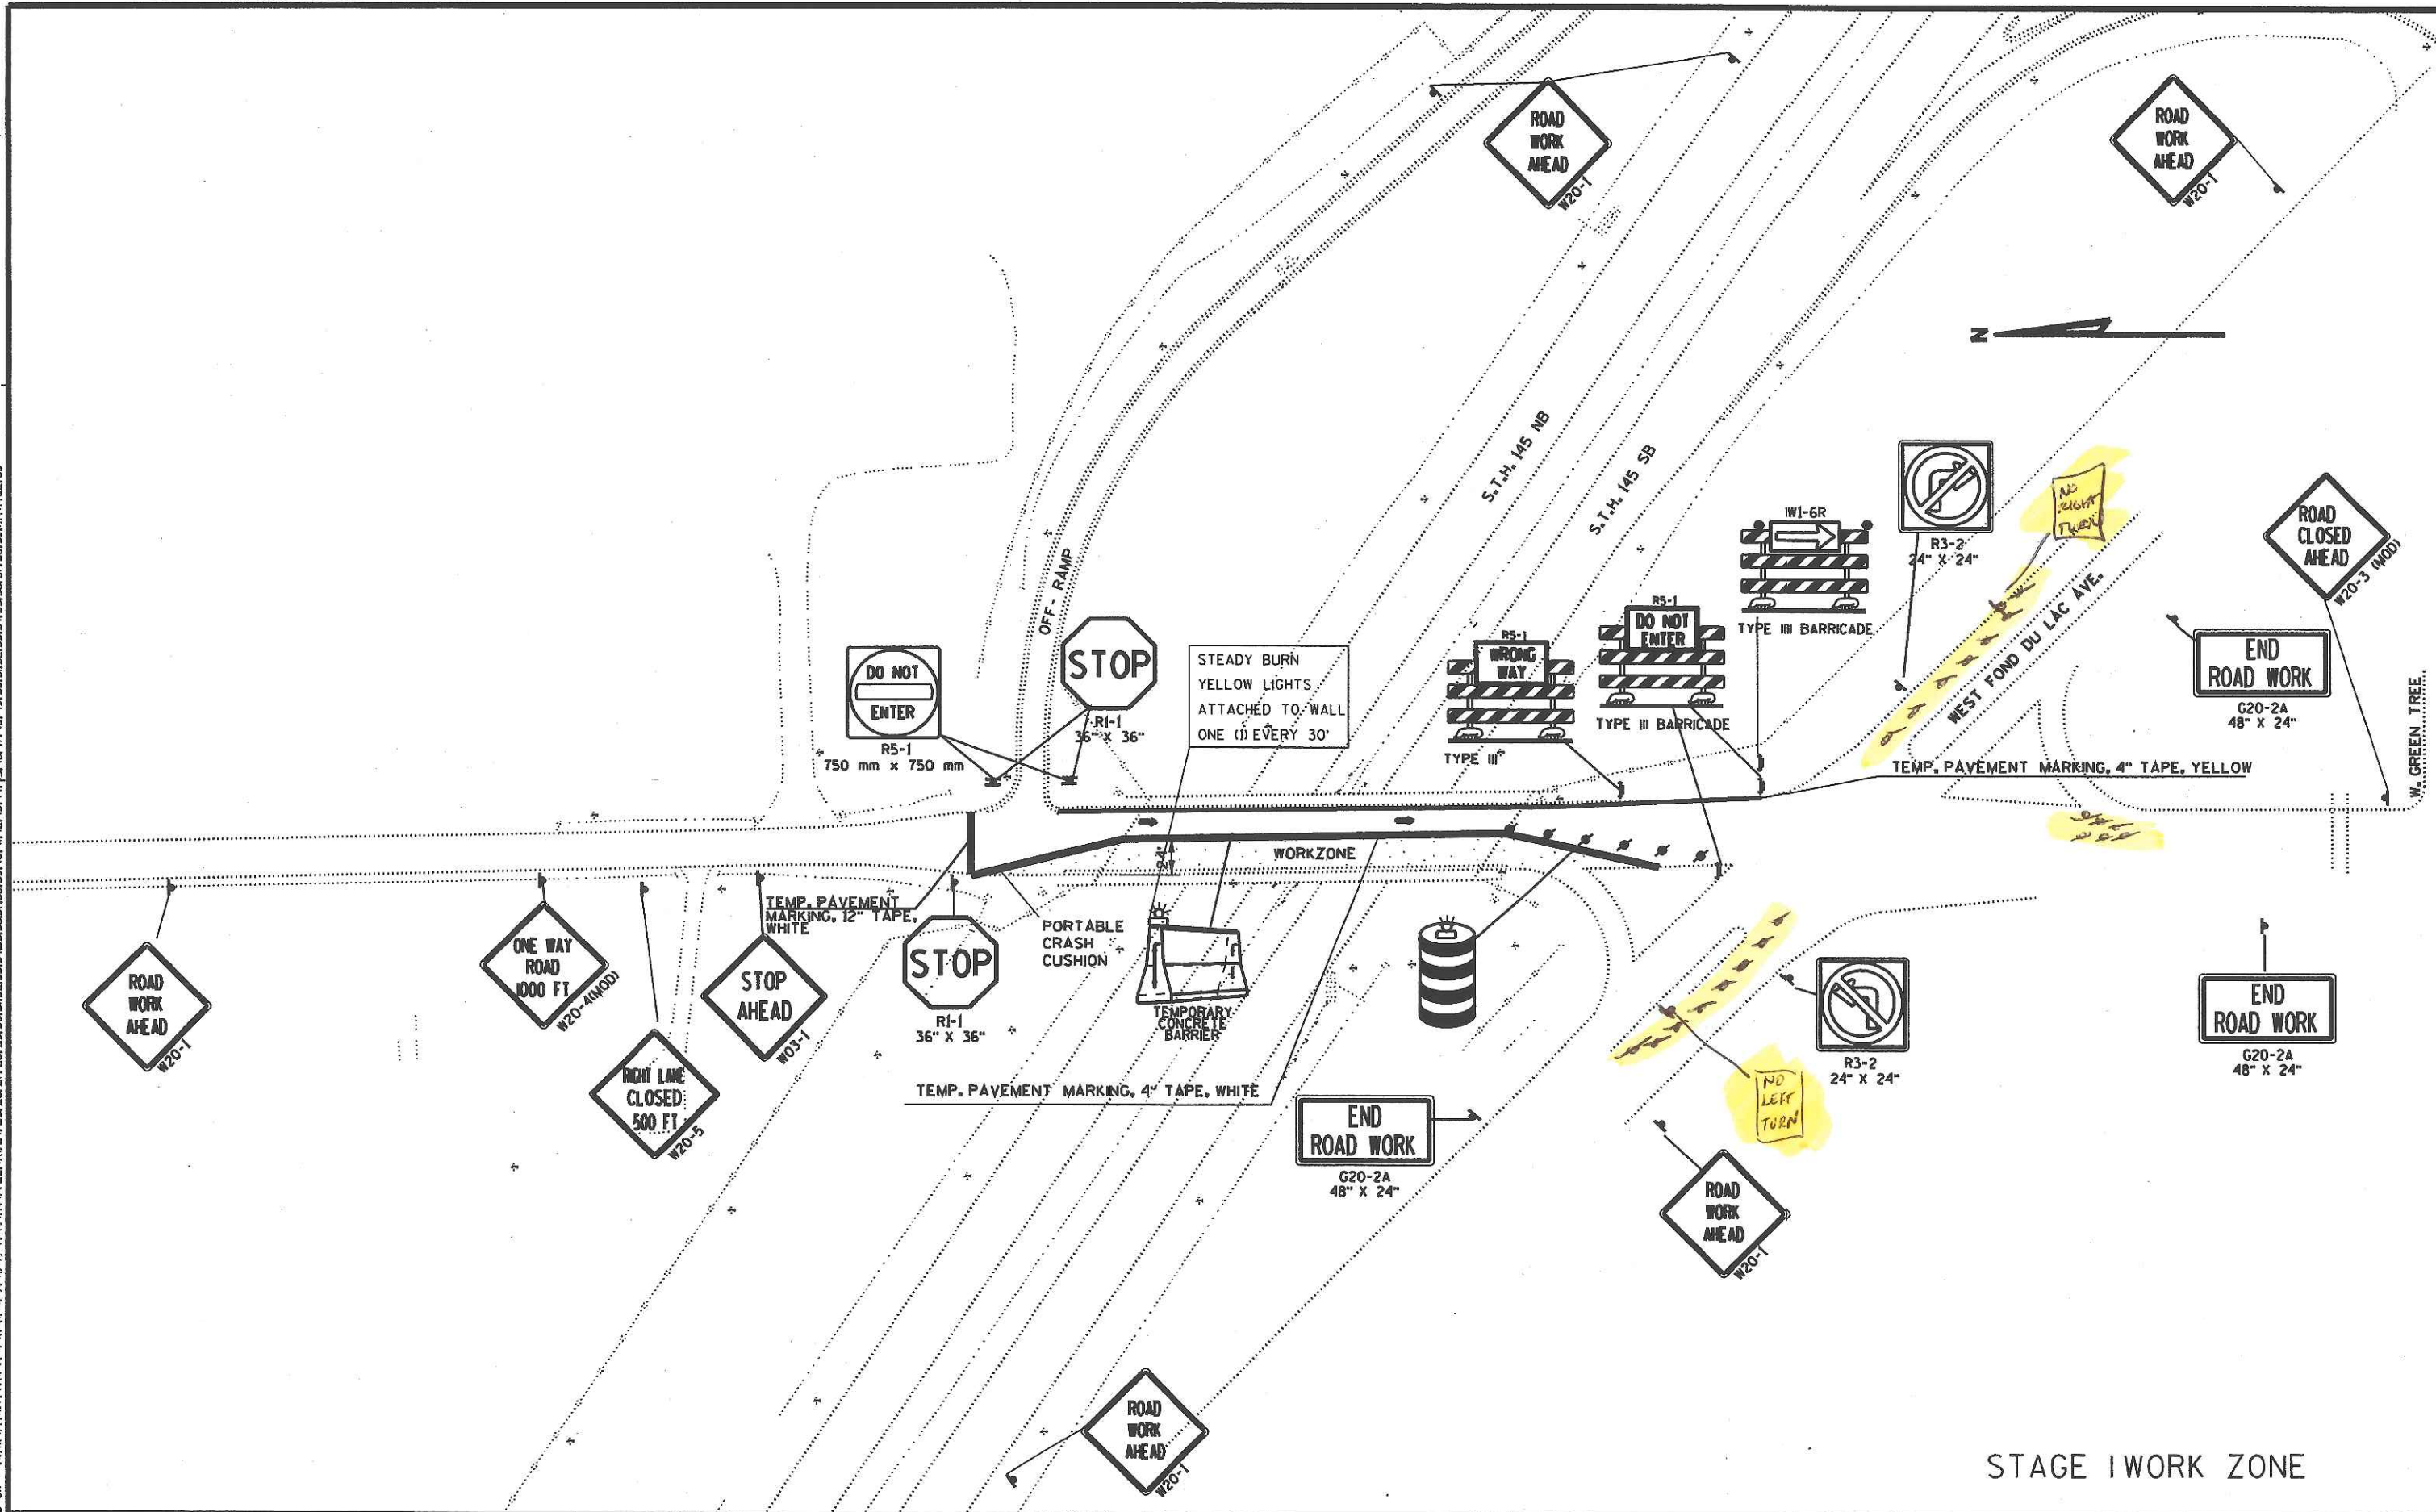 ROAD
WORK
AHEAD
W20-1
ROAD
WORK
AHEAD
W20-1
N
S.T.H. 145 NB
S.T.H. 145 SB
OFF- RAMP
R3-2
24" X 24"
NO
RIGHT
TURN
WEST FOND DU LAC AVE.
ROAD
CLOSED
AHEAD
W20-3 (MOD)
W1-6R
TYPE III BARRICADE
R5-1
DO NOT
ENTER
TYPE III BARRICADE
R5-1
WRONG
WAY
TYPE III
STEADY BURN
YELLOW LIGHTS
ATTACHED TO WALL
ONE (1) EVERY 30'
STOP
R1-1
36" X 36"
DO NOT
ENTER
R5-1
750 mm x 750 mm
END
ROAD WORK
G20-2A
48" X 24"
W. GREEN TREE
TEMP. PAVEMENT MARKING, 4" TAPE, YELLOW
WORKZONE
24'
TEMP. PAVEMENT
MARKING, 12" TAPE,
WHITE
PORTABLE
CRASH
CUSHION
ROAD
WORK
AHEAD
W20-1
ONE WAY
ROAD
1000 FT
W20-4(MOD)
RIGHT LANE
CLOSED
500 FT
W20-5
STOP
AHEAD
W03-1
STOP
R1-1
36" X 36"
TEMPORARY
CONCRETE
BARRIER
TEMP. PAVEMENT MARKING, 4" TAPE, WHITE
END
ROAD WORK
G20-2A
48" X 24"
R3-2
24" X 24"
NO
LEFT
TURN
END
ROAD WORK
G20-2A
48" X 24"
ROAD
WORK
AHEAD
W20-1
ROAD
WORK
AHEAD
W20-1
STAGE 1 WORK ZONE